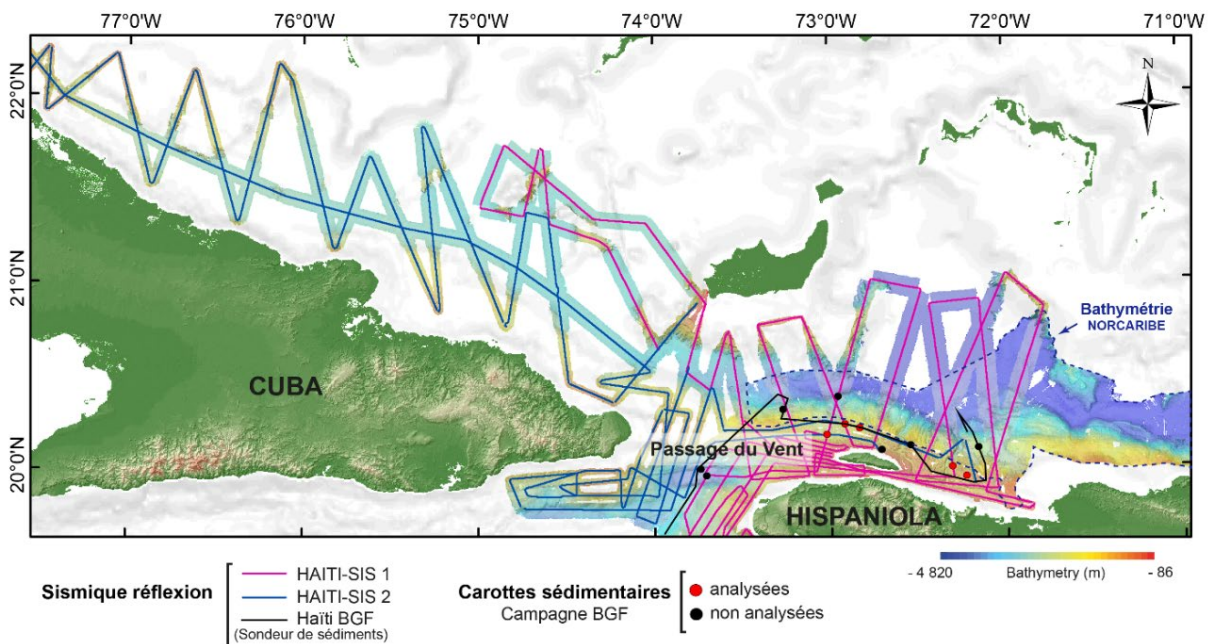 77°0'W 76°0'W 75°0'W 74°0'W 73°0'W 72°0'W 71°0'W
22°0'N
21°0'N
20°0'N
N
Bathymétrie
NORCARIBE
CUBA
Passage du Vent
HISPANIOLA
- 4 820 Bathymetry (m) - 86
Sismique réflexion
HAITI-SIS 1
HAITI-SIS 2
Haïti BGF
(Sondeur de sédiments)
Carottes sédimentaires
Campagne BGF
analysées
non analysées